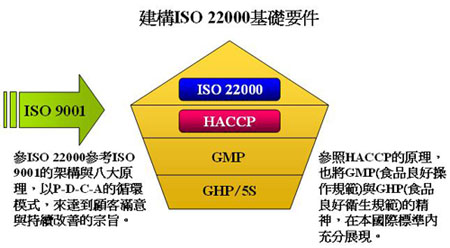 建構ISO 22000基礎要件
ISO 9001
ISO 22000
HACCP
GMP
GHP/5S
參ISO 22000參考ISO
9001的架構與八大原
理，以P-D-C-A的循環
模式，來達到顧客滿意
與持續改善的宗旨。
參照HACCP的原理，
也將GMP(食品良好操
作規範)與GHP(食品
良好衛生規範)的精
神，在本國際標準內
充分展現。